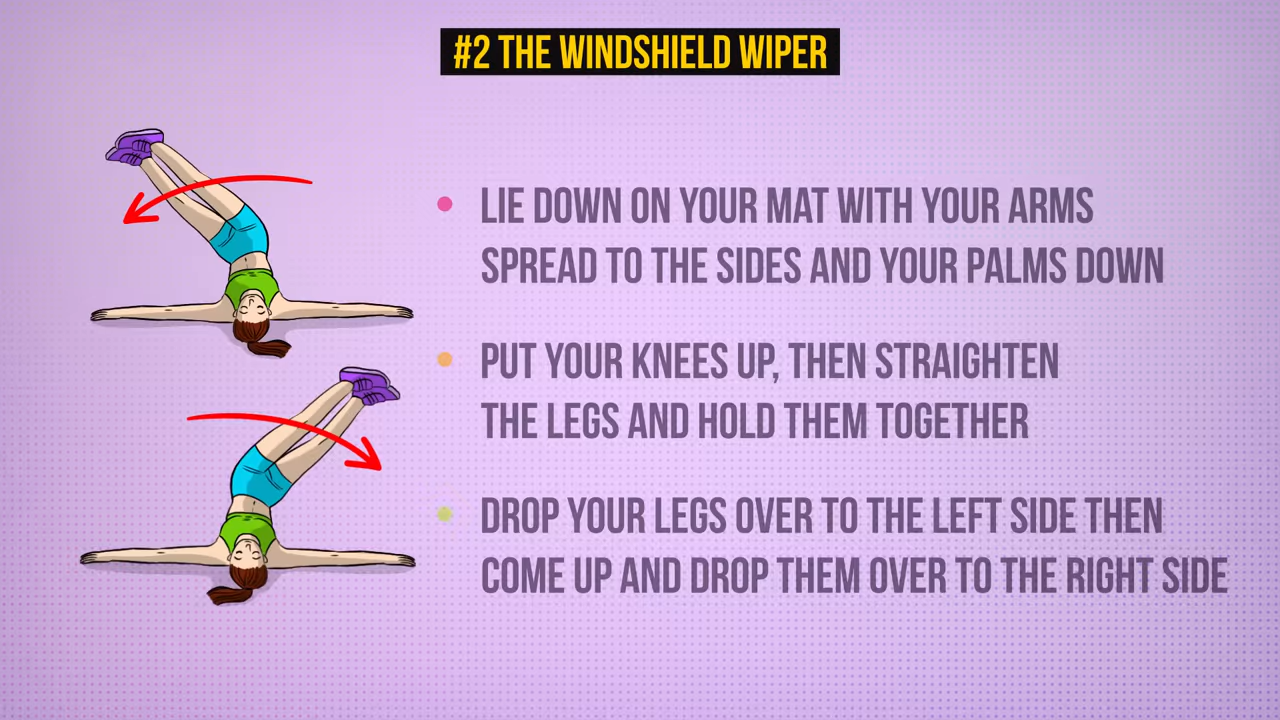 #2 THE WINDSHIELD WIPER
LIE DOWN ON YOUR MAT WITH YOUR ARMS
SPREAD TO THE SIDES AND YOUR PALMS DOWN
PUT YOUR KNEES UP, THEN STRAIGHTEN
THE LEGS AND HOLD THEM TOGETHER
DROP YOUR LEGS OVER TO THE LEFT SIDE THEN
COME UP AND DROP THEM OVER TO THE RIGHT SIDE